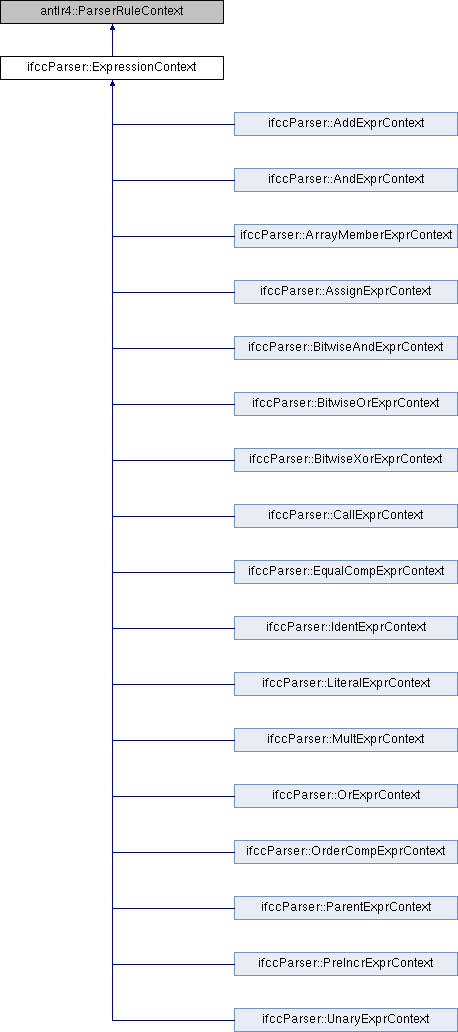 antlr4::ParserRuleContext
ifccParser::ExpressionContext
ifccParser::AddExprContext
ifccParser::AndExprContext
ifccParser::ArrayMemberExprContext
ifccParser::AssignExprContext
ifccParser::BitwiseAndExprContext
ifccParser::BitwiseOrExprContext
ifccParser::BitwiseXorExprContext
ifccParser::CallExprContext
ifccParser::EqualCompExprContext
ifccParser::IdentExprContext
ifccParser::LiteralExprContext
ifccParser::MultExprContext
ifccParser::OrExprContext
ifccParser::OrderCompExprContext
ifccParser::ParentExprContext
ifccParser::PreIncrExprContext
ifccParser::UnaryExprContext